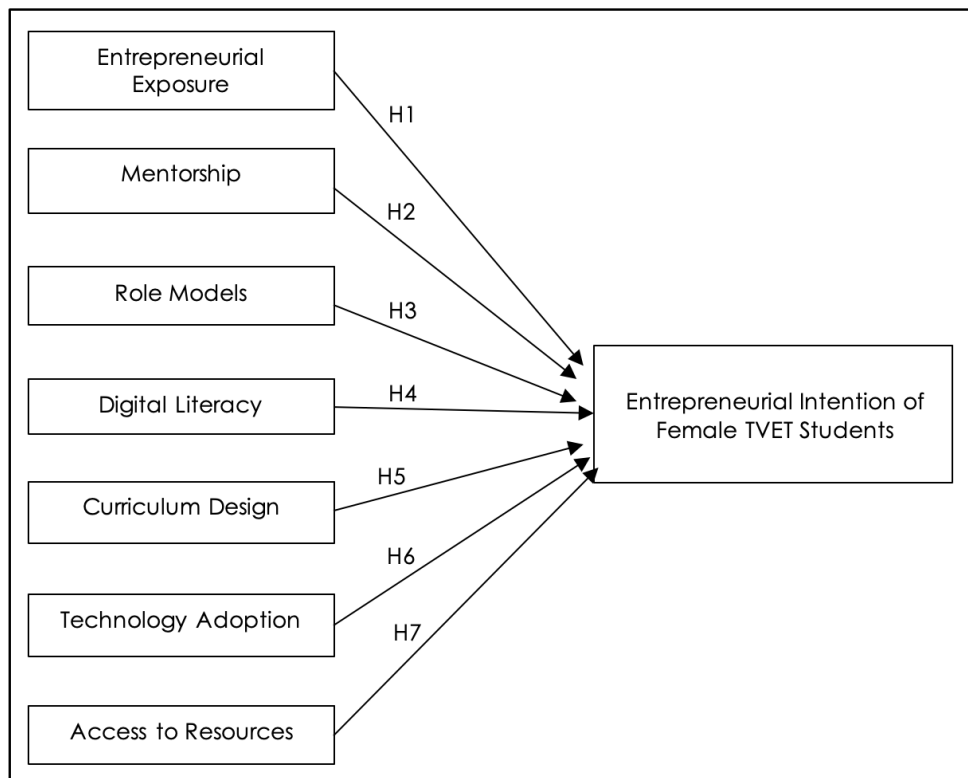 Entrepreneurial
Exposure
H1
Mentorship
H2
Role Models
H3
Digital Literacy
H4
Entrepreneurial Intention of
Female TVET Students
Curriculum Design
H5
Technology Adoption
H6
Access to Resources
H7